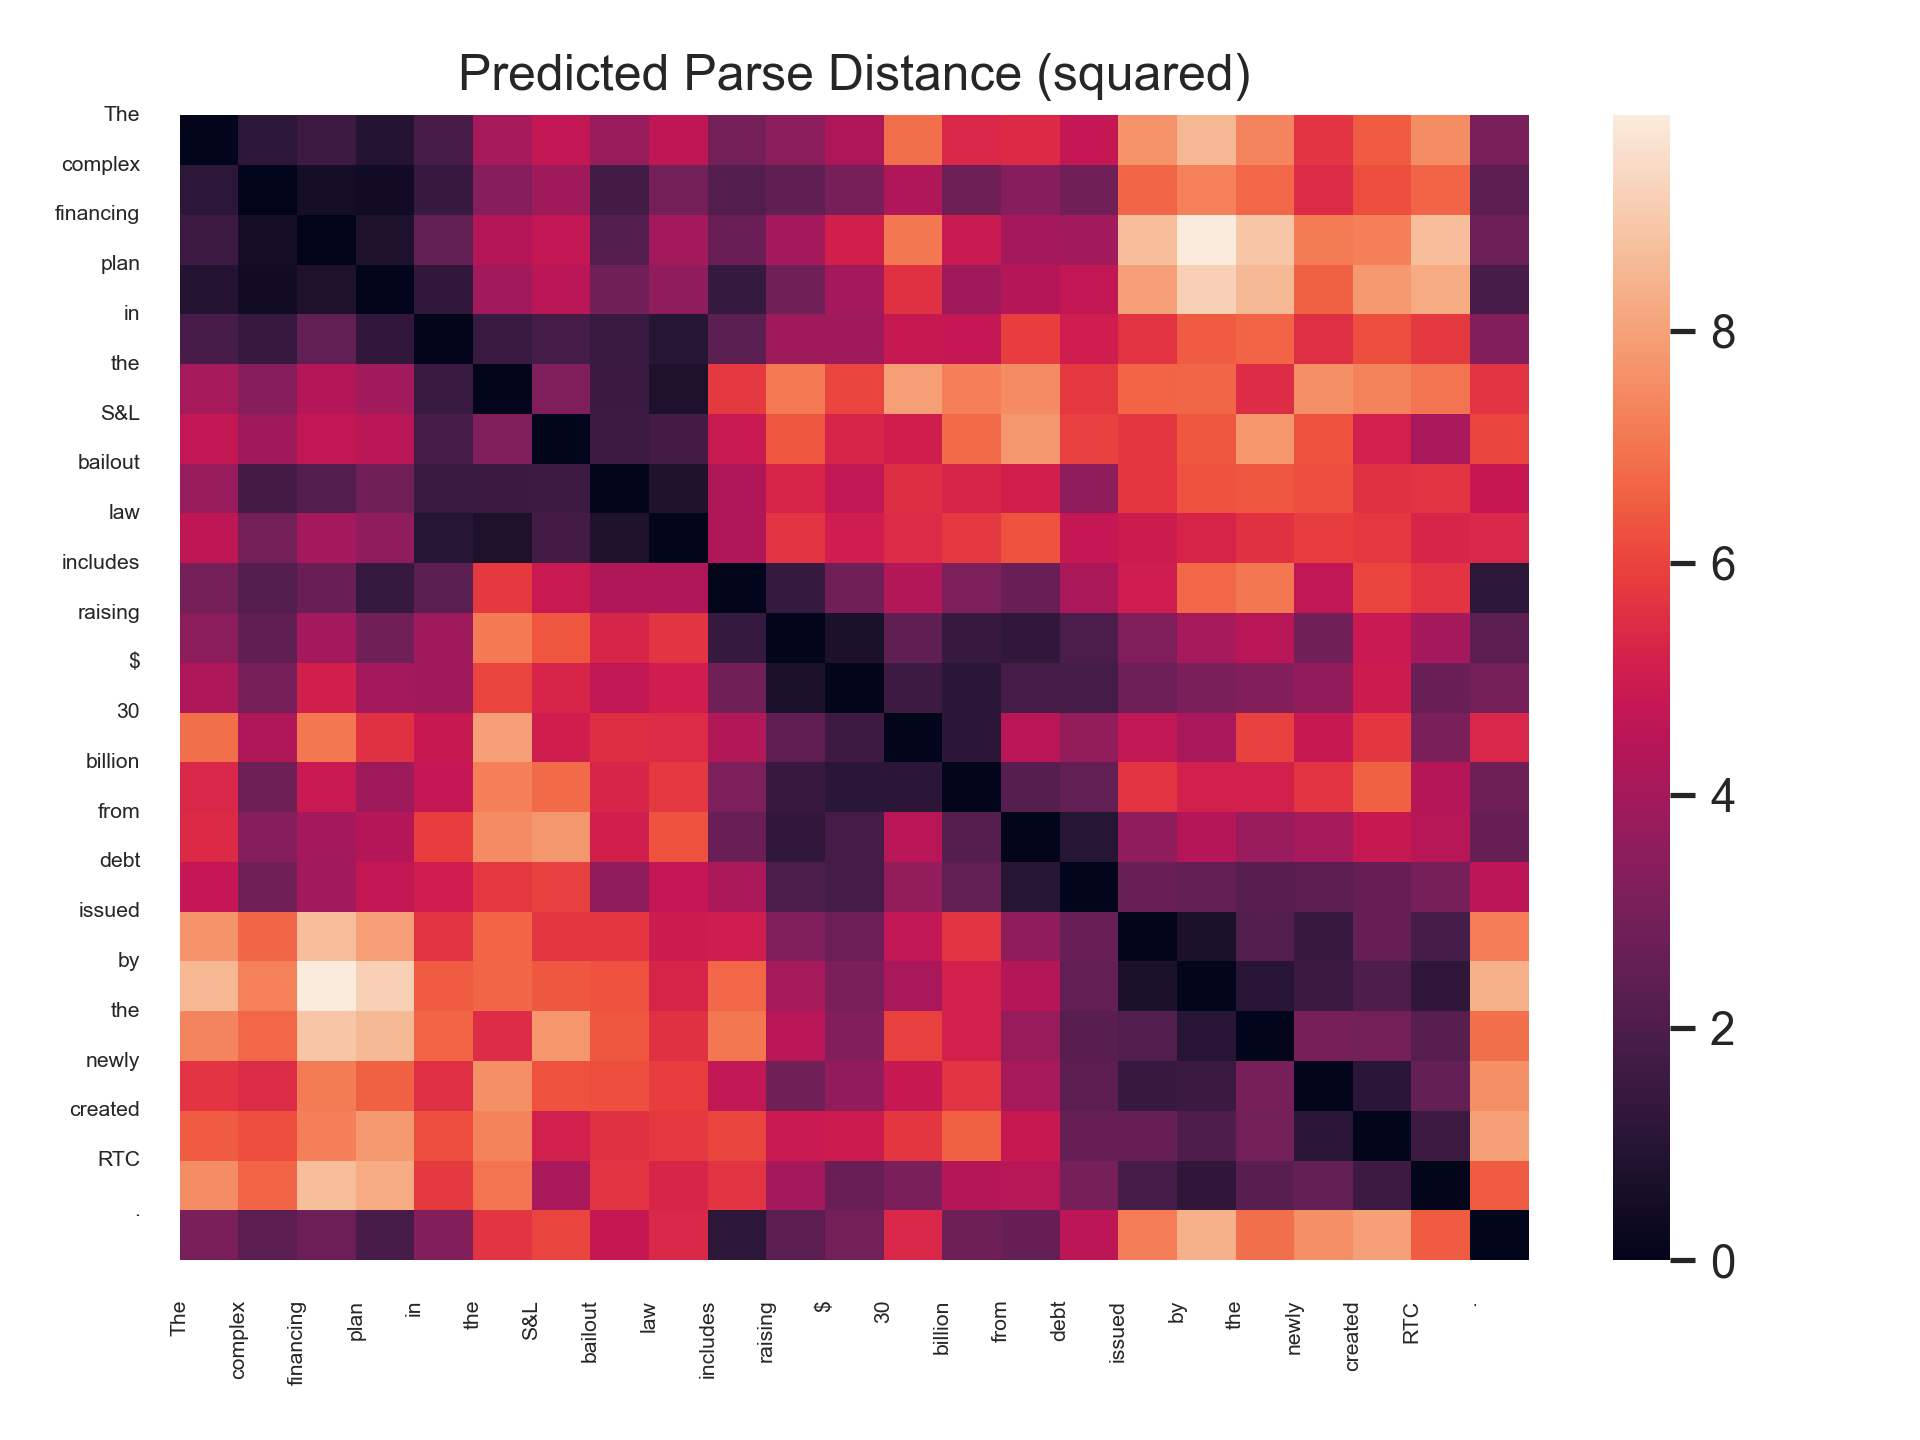 Predicted Parse Distance (squared)
The
complex
financing
plan
in
the
S&L
bailout
law
includes
raising
$
30
billion
from
debt
issued
by
the
newly
created
RTC
.
8
6
4
2
0
The complex financing plan in the S&L bailout law includes raising $ 30 billion from debt issued by the newly created RTC .